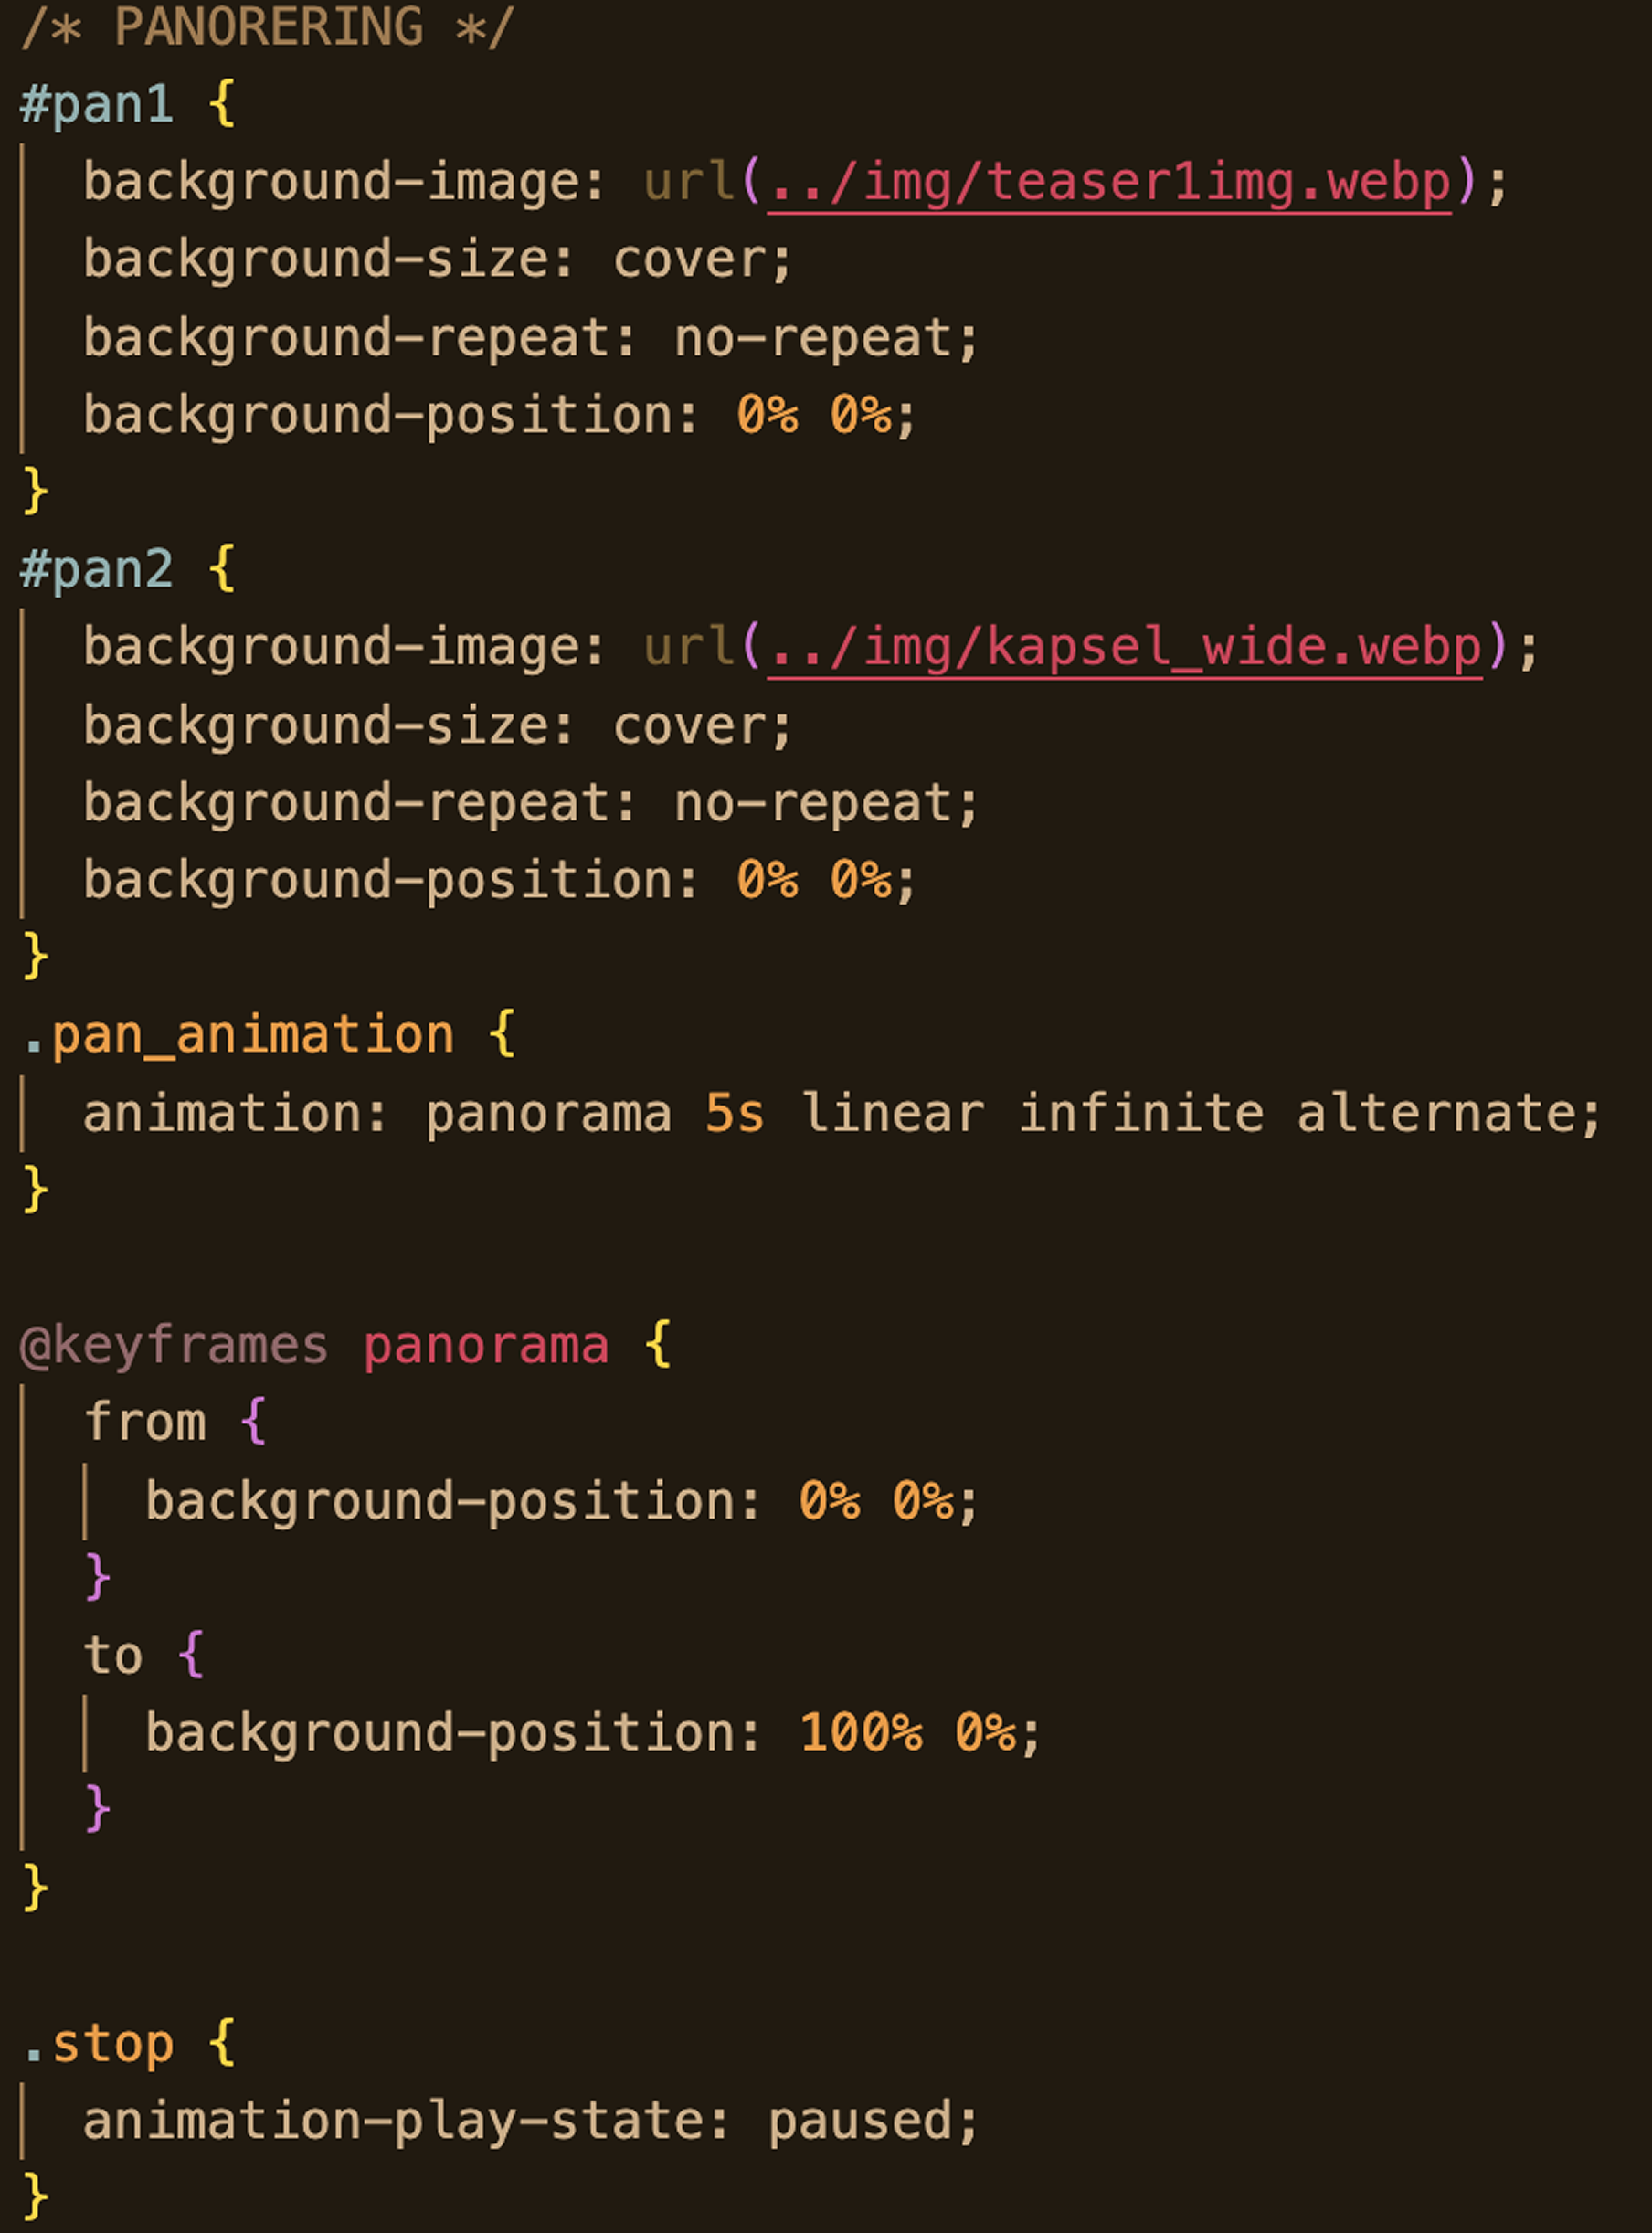 /* PANORERING */
#pan1 {
background-image: url(../img/teaser1img.webp);
background-size: cover;
background-repeat: no-repeat;
background-position: 0% 0%;
}
#pan2 {
background-image: url(../img/kapsel_wide.webp);
background-size: cover;
background-repeat: no-repeat;
background-position: 0% 0%;
}
.pan_animation {
animation: panorama 5s linear infinite alternate;
}
@keyframes panorama {
from {
background-position: 0% 0%;
}
to {
background-position: 100% 0%;
}
}
.stop {
animation-play-state: paused;
}